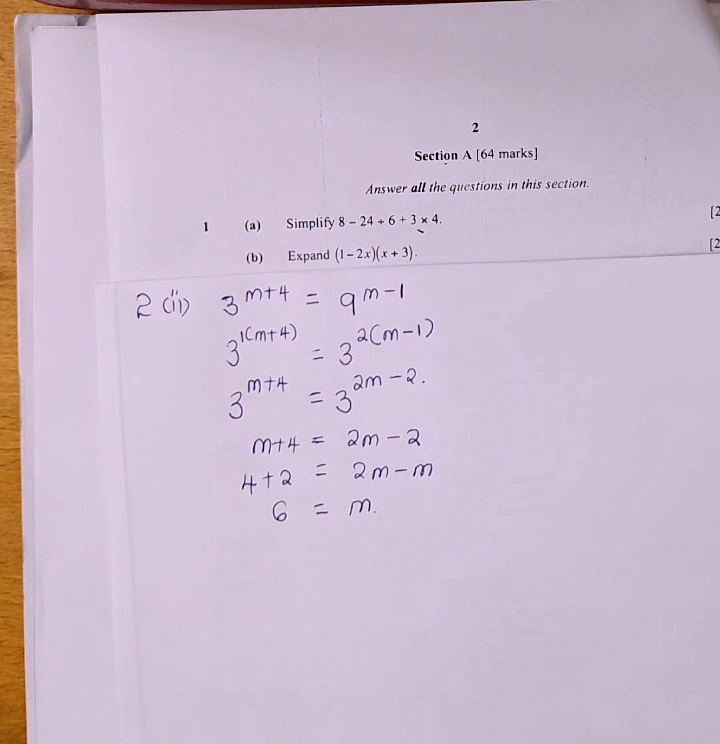 2
Section A [64 marks]
Answer all the questions in this section.
1 (a) Simplify 8 – 24 ÷ 6 + 3 × 4. [2
(b) Expand (1 – 2x)(x + 3). [2
2 (ii) 3^{m+4} = 9^{m-1}
3^{1(m+4)} = 3^{2(m-1)}
3^{m+4} = 3^{2m-2}.
m+4 = 2m-2
4+2 = 2m-m
6 = m.